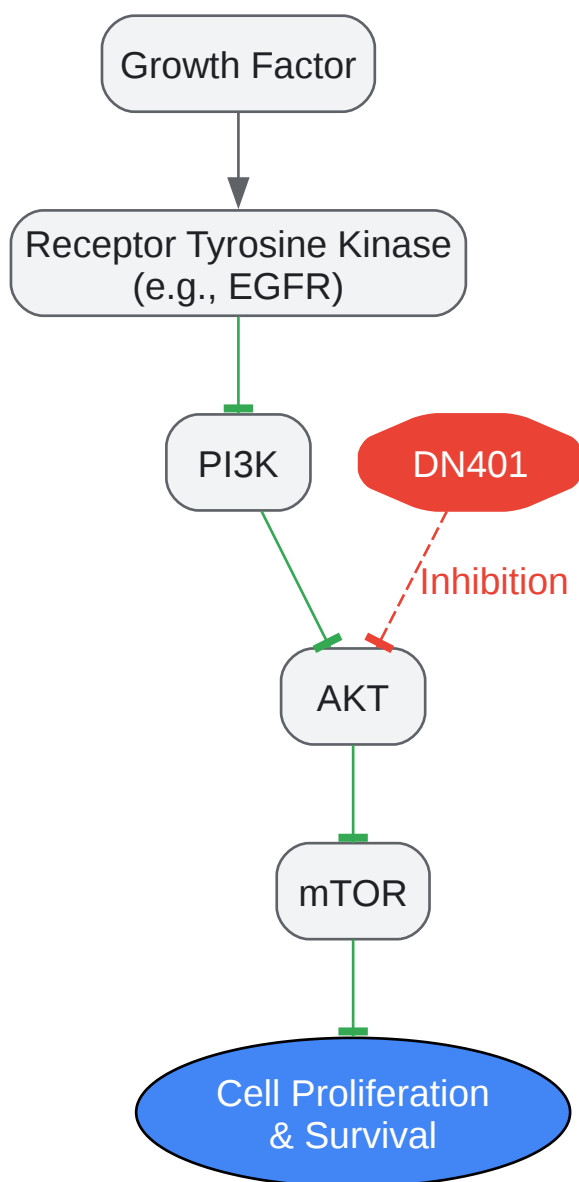 Growth Factor
Receptor Tyrosine Kinase
(e.g., EGFR)
PI3K
DN401
Inhibition
AKT
mTOR
Cell Proliferation
& Survival